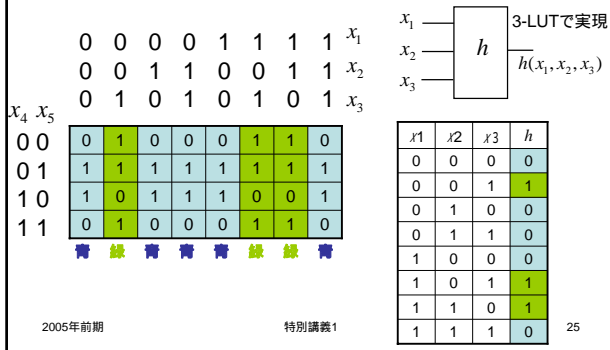 0 0 0 0 1 1 1 1 x₁
0 0 1 1 0 0 1 1 x₂
0 1 0 1 0 1 0 1 x₃
x₄ x₅
0 0 0 1 0 0 0 1 1 0
0 1 1 1 1 1 1 1 1 1
1 0 1 0 1 1 1 0 0 1
1 1 0 1 0 0 0 1 1 0
青 緑 青 青 青 緑 緑 青
x₁
x₂
x₃
h
3-LUTで実現
h(x₁, x₂, x₃)
x1 x2 x3 h
0 0 0 0
0 0 1 1
0 1 0 0
0 1 1 0
1 0 0 0
1 0 1 1
1 1 0 1
1 1 1 0
2005年前期
特別講義1
25